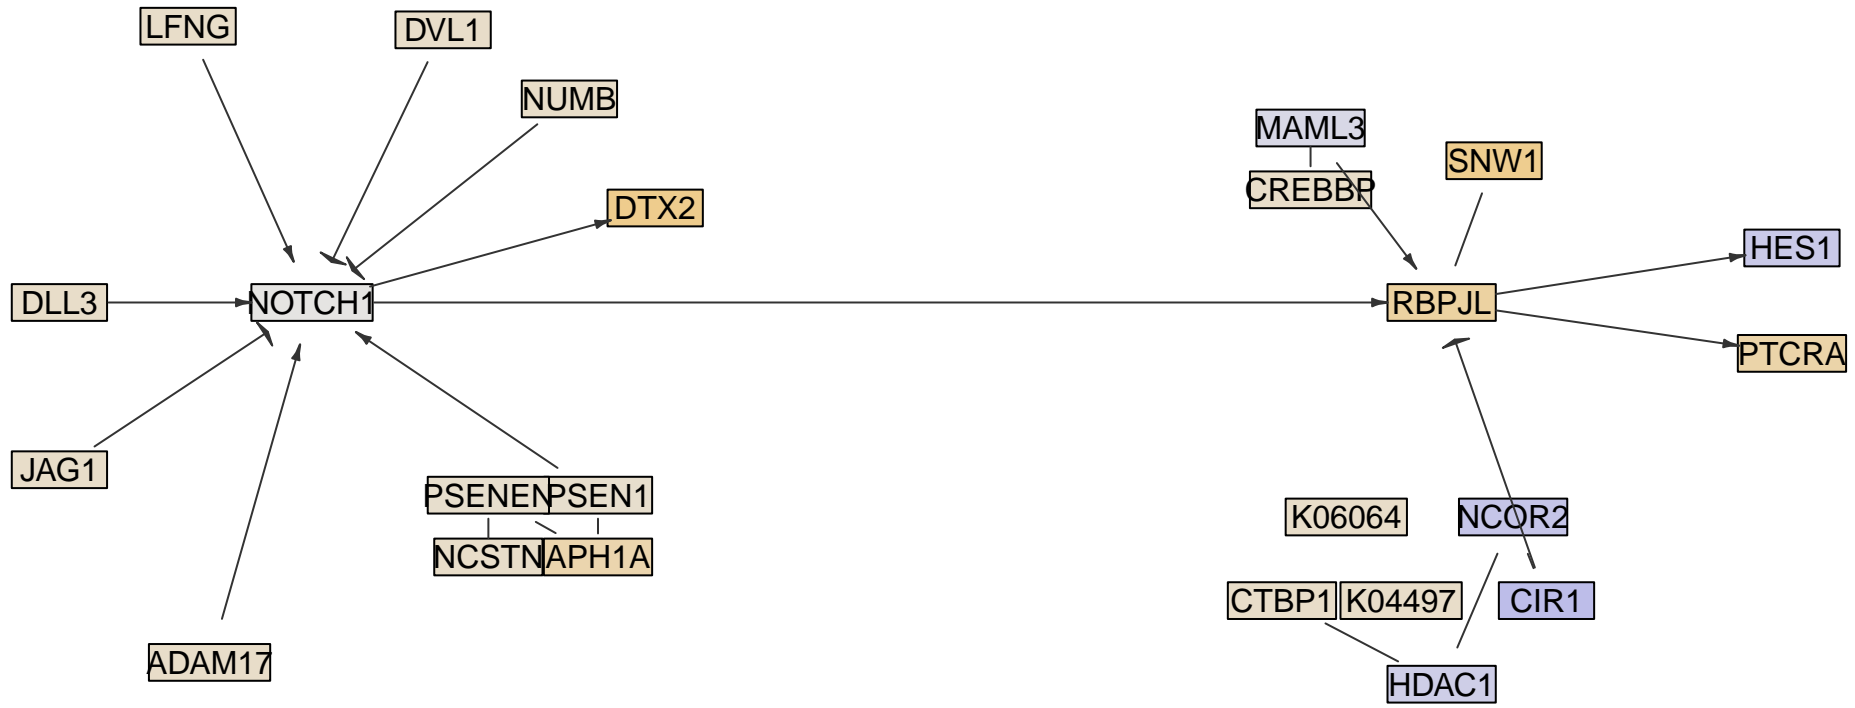 LFNG
DVL1
NUMB
MAML3
SNW1
CREBBP
DTX2
HES1
DLL3
NOTCH1
RBPJL
PTCRA
JAG1
PSENEN
PSEN1
K06064
NCOR2
NCSTN
APH1A
CTBP1
K04497
CIR1
ADAM17
HDAC1